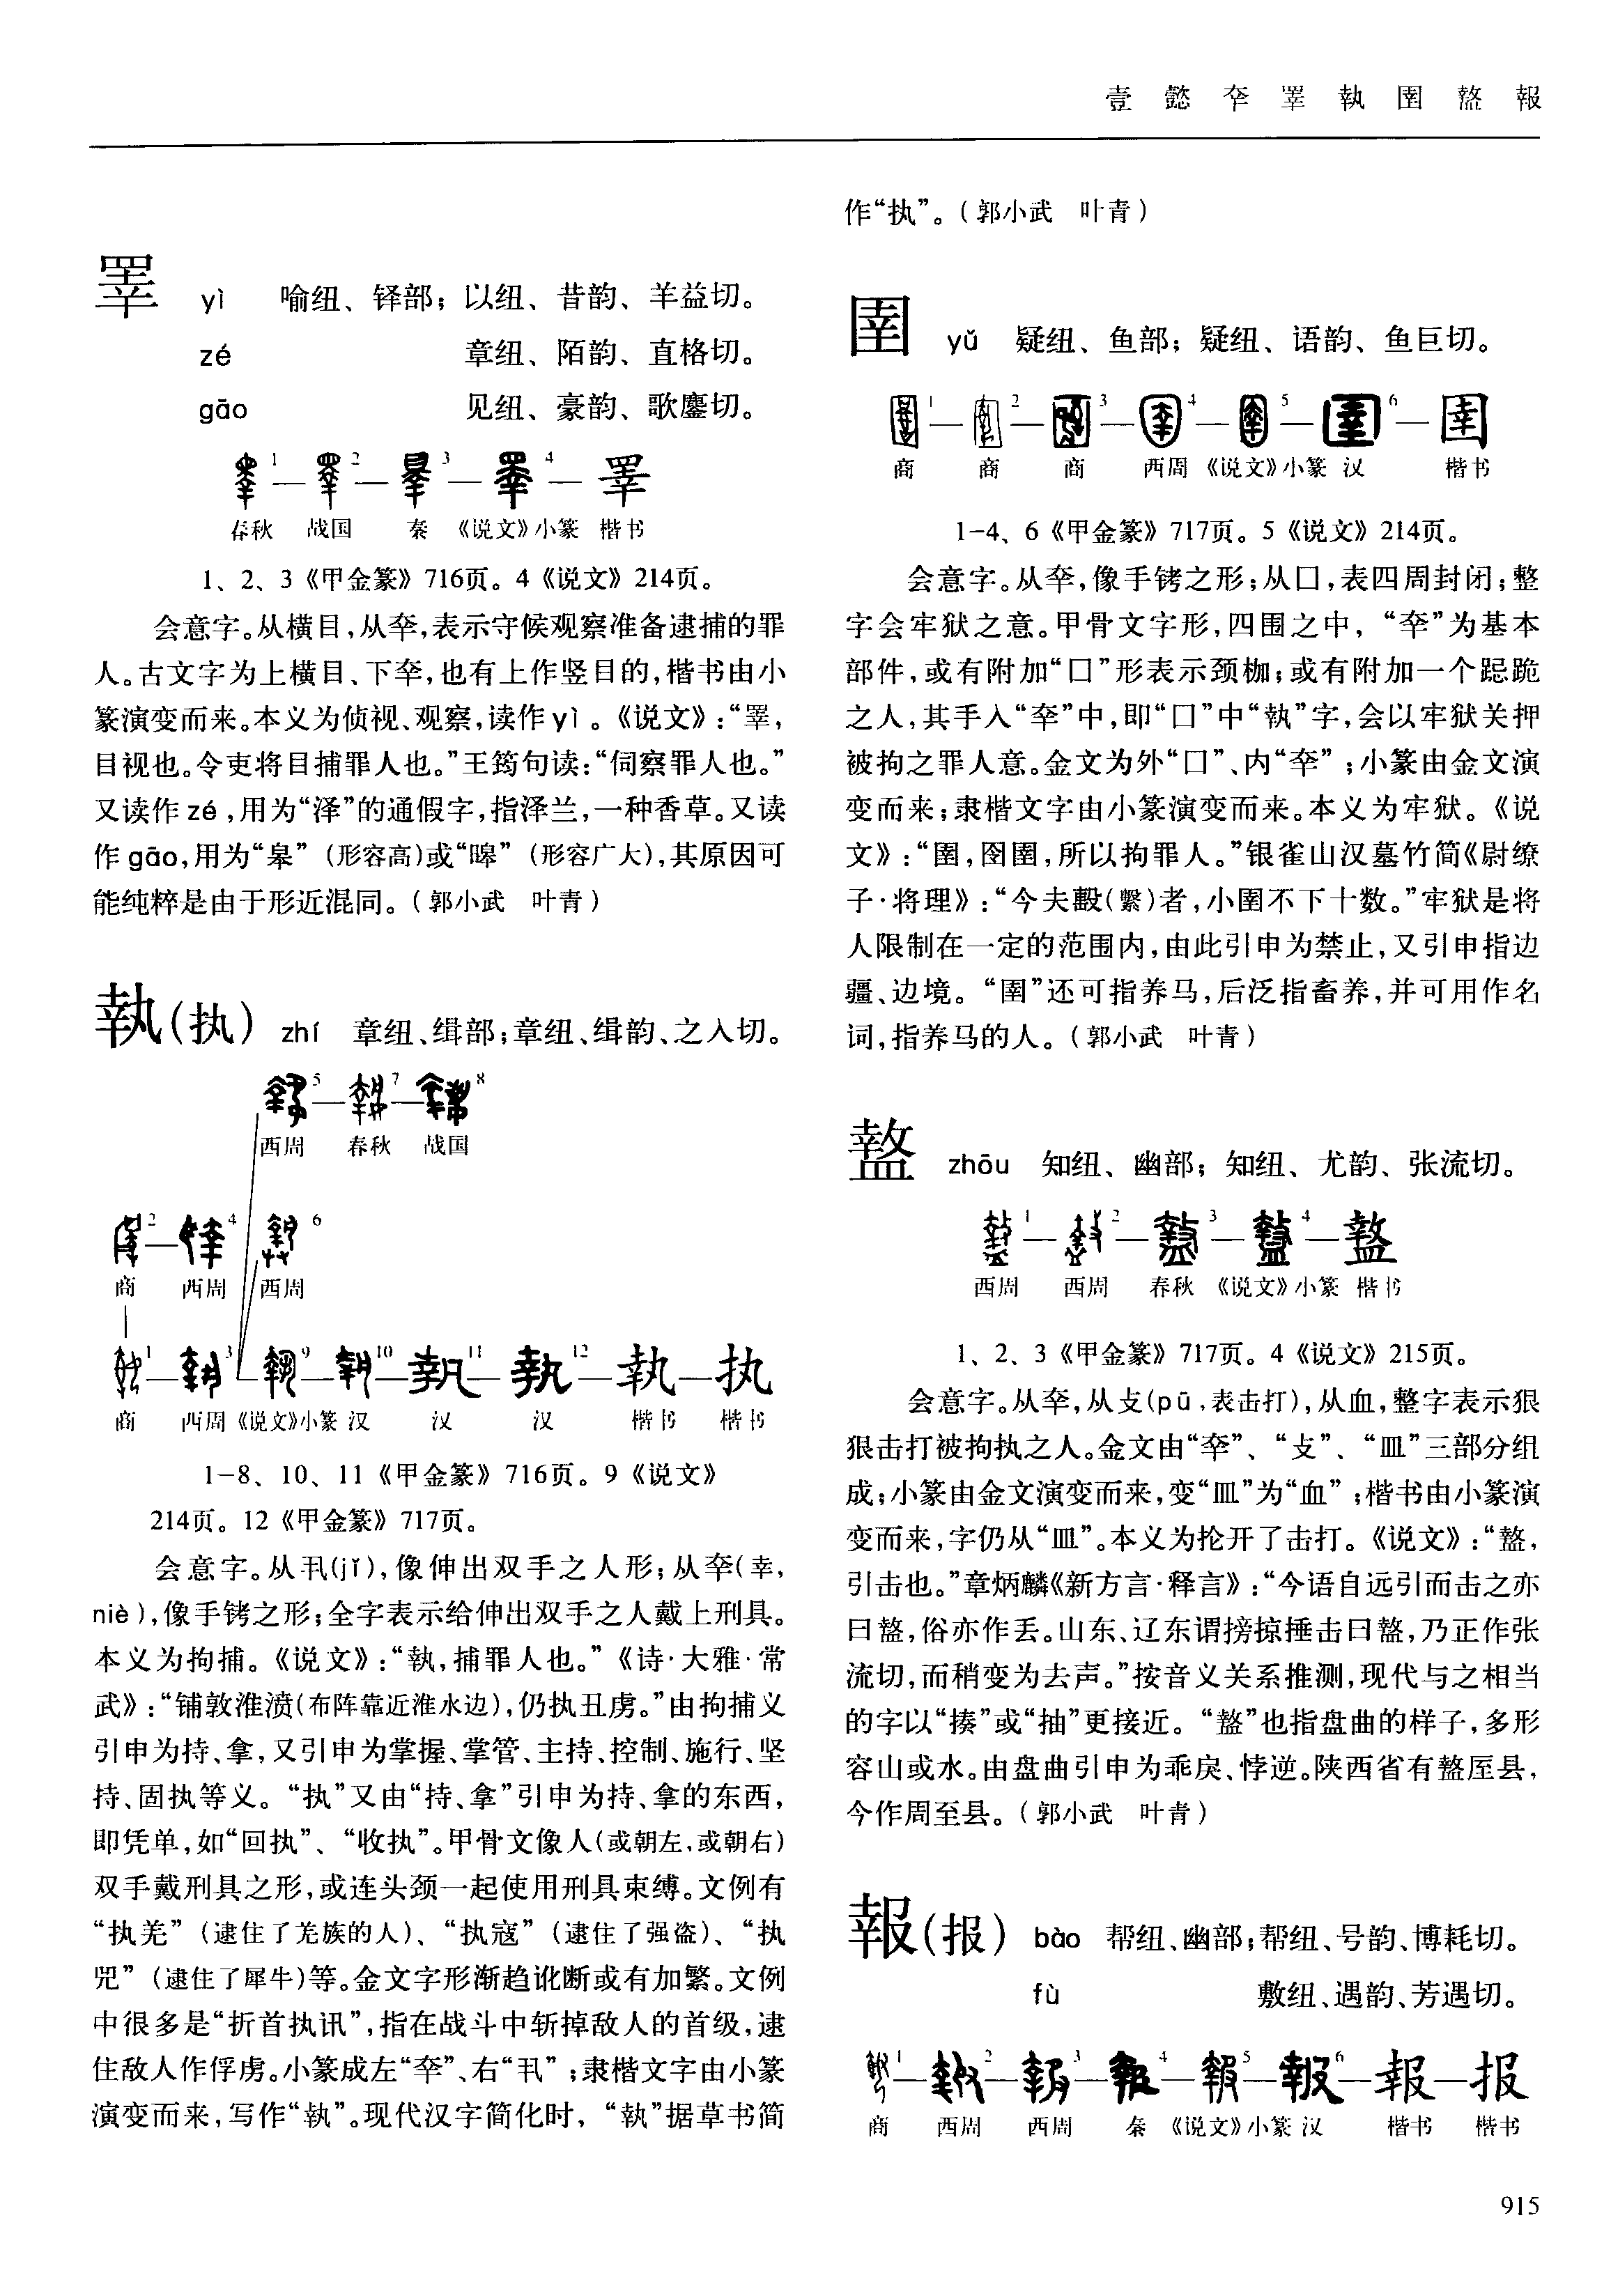 壹 懿 㚔 睪 執 圉 盩 報
睪 yì 喻纽、铎部；以纽、昔韵、羊益切。
zé 章纽、陌韵、直格切。
gāo 见纽、豪韵、歌鏖切。
1 — 2 — 3 — 4 — 睪
春秋 战国 秦 《说文》小篆 楷书
1、2、3《甲金篆》716页。4《说文》214页。
会意字。从横目，从㚔，表示守候观察准备逮捕的罪
人。古文字为上横目、下㚔，也有上作竖目的，楷书由小
篆演变而来。本义为侦视、观察，读作yì。《说文》：“睪，
目视也。令吏将目捕罪人也。”王筠句读：“伺察罪人也。”
又读作zé，用为“泽”的通假字，指泽兰，一种香草。又读
作gāo，用为“皋”（形容高）或“皞”（形容广大），其原因可
能纯粹是由于形近混同。（郭小武 叶青）
執（执） zhí 章纽、缉部；章纽、缉韵、之入切。
5 — 7 — 8
西周 春秋 战国
2 — 4 6
商 西周 西周
1 — 3 — 9 — 10 — 11 — 12 — 執 — 执
商 西周 《说文》小篆 汉 汉 汉 楷书 楷书
1-8、10、11《甲金篆》716页。9《说文》
214页。12《甲金篆》717页。
会意字。从丮(jǐ)，像伸出双手之人形；从㚔（幸，
niè），像手铐之形；全字表示给伸出双手之人戴上刑具。
本义为拘捕。《说文》：“執，捕罪人也。”《诗·大雅·常
武》：“铺敦淮濆（布阵靠近淮水边），仍执丑虏。”由拘捕义
引申为持、拿，又引申为掌握、掌管、主持、控制、施行、坚
持、固执等义。“执”又由“持、拿”引申为持、拿的东西，
即凭单，如“回执”、“收执”。甲骨文像人（或朝左，或朝右）
双手戴刑具之形，或连头颈一起使用刑具束缚。文例有
“执羌”（逮住了羌族的人）、“执寇”（逮住了强盗）、“执
兕”（逮住了犀牛）等。金文字形渐趋讹断或有加繁。文例
中很多是“折首执讯”，指在战斗中斩掉敌人的首级，逮
住敌人作俘虏。小篆成左“㚔”、右“丮”；隶楷文字由小篆
演变而来，写作“執”。现代汉字简化时，“執”据草书简
作“执”。（郭小武 叶青）
圉 yǔ 疑纽、鱼部；疑纽、语韵、鱼巨切。
1 — 2 — 3 — 4 — 5 — 6 — 圉
商 商 商 西周 《说文》小篆 汉 楷书
1-4、6《甲金篆》717页。5《说文》214页。
会意字。从㚔，像手铐之形；从囗，表四周封闭；整
字会牢狱之意。甲骨文字形，四围之中，“㚔”为基本
部件，或有附加“口”形表示颈枷；或有附加一个跽跪
之人，其手入“㚔”中，即“囗”中“執”字，会以牢狱关押
被拘之罪人意。金文为外“囗”、内“㚔”；小篆由金文演
变而来；隶楷文字由小篆演变而来。本义为牢狱。《说
文》：“圉，囹圉，所以拘罪人。”银雀山汉墓竹简《尉缭
子·将理》：“今夫毄（繫）者，小圉不下十数。”牢狱是将
人限制在一定的范围内，由此引申为禁止，又引申指边
疆、边境。“圉”还可指养马，后泛指畜养，并可用作名
词，指养马的人。（郭小武 叶青）
盩 zhōu 知纽、幽部；知纽、尤韵、张流切。
1 — 2 — 3 — 4 — 盩
西周 西周 春秋 《说文》小篆 楷书
1、2、3《甲金篆》717页。4《说文》215页。
会意字。从㚔，从攴(pū，表击打)，从血，整字表示狠
狠击打被拘执之人。金文由“㚔”、“攴”、“皿”三部分组
成；小篆由金文演变而来，变“皿”为“血”；楷书由小篆演
变而来，字仍从“皿”。本义为抡开了击打。《说文》：“盩，
引击也。”章炳麟《新方言·释言》：“今语自远引而击之亦
曰盩，俗亦作丢。山东、辽东谓搒掠捶击曰盩，乃正作张
流切，而稍变为去声。”按音义关系推测，现代与之相当
的字以“揍”或“抽”更接近。“盩”也指盘曲的样子，多形
容山或水。由盘曲引申为乖戾、悖逆。陕西省有盩厔县，
今作周至县。（郭小武 叶青）
報（报） bào 帮纽、幽部；帮纽、号韵、博耗切。
fù 敷纽、遇韵、芳遇切。
1 — 2 — 3 — 4 — 5 — 6 — 報 — 报
商 西周 西周 秦 《说文》小篆 汉 楷书 楷书
915